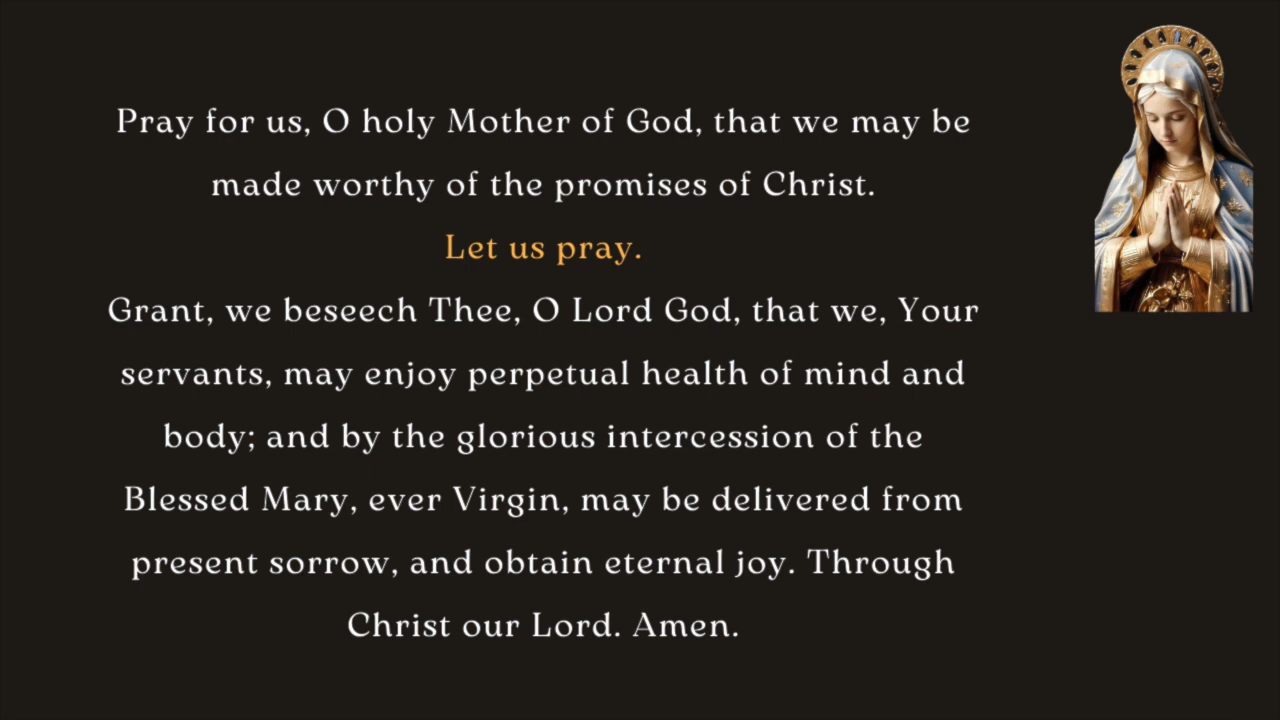 Pray for us, O holy Mother of God, that we may be
made worthy of the promises of Christ.
Let us pray.
Grant, we beseech Thee, O Lord God, that we, Your
servants, may enjoy perpetual health of mind and
body; and by the glorious intercession of the
Blessed Mary, ever Virgin, may be delivered from
present sorrow, and obtain eternal joy. Through
Christ our Lord. Amen.